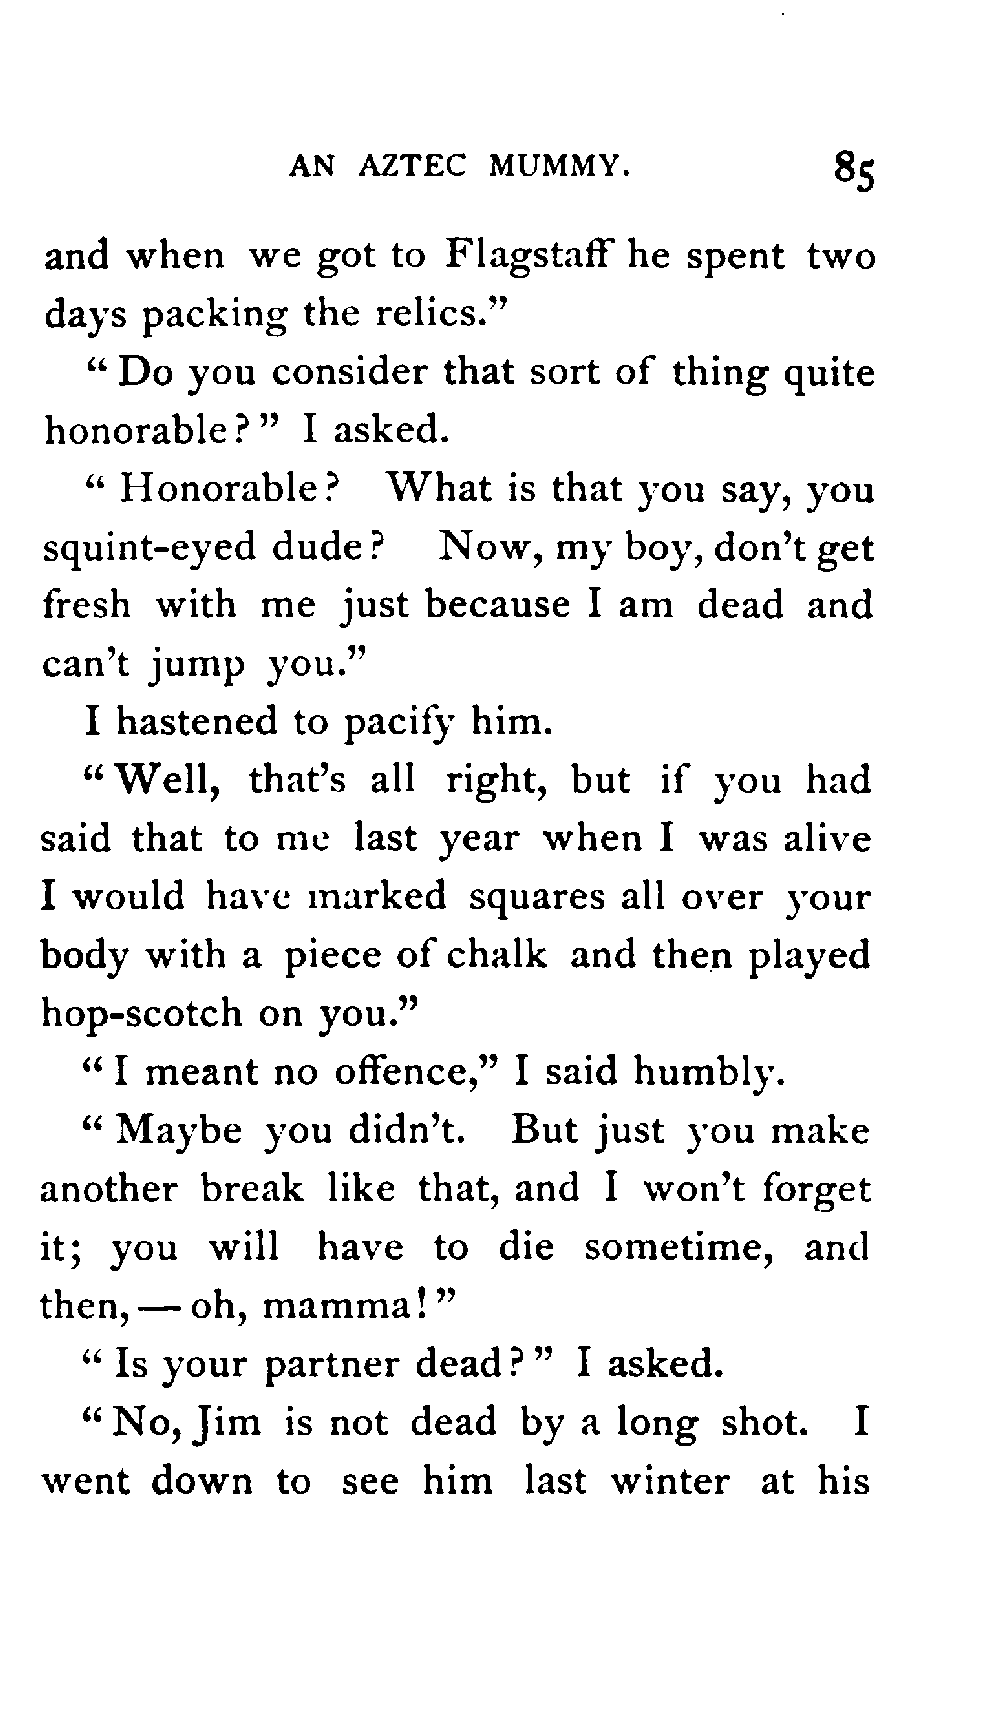 AN AZTEC MUMMY. 85
and when we got to Flagstaff he spent two
days packing the relics.”
“ Do you consider that sort of thing quite
honorable ? ” I asked.
“ Honorable ? What is that you say, you
squint-eyed dude ? Now, my boy, don’t get
fresh with me just because I am dead and
can’t jump you.”
I hastened to pacify him.
“ Well, that’s all right, but if you had
said that to me last year when I was alive
I would have marked squares all over your
body with a piece of chalk and then played
hop-scotch on you.”
“ I meant no offence,” I said humbly.
“ Maybe you didn’t. But just you make
another break like that, and I won’t forget
it; you will have to die sometime, and
then, — oh, mamma ! ”
“ Is your partner dead ? ” I asked.
“ No, Jim is not dead by a long shot. I
went down to see him last winter at his